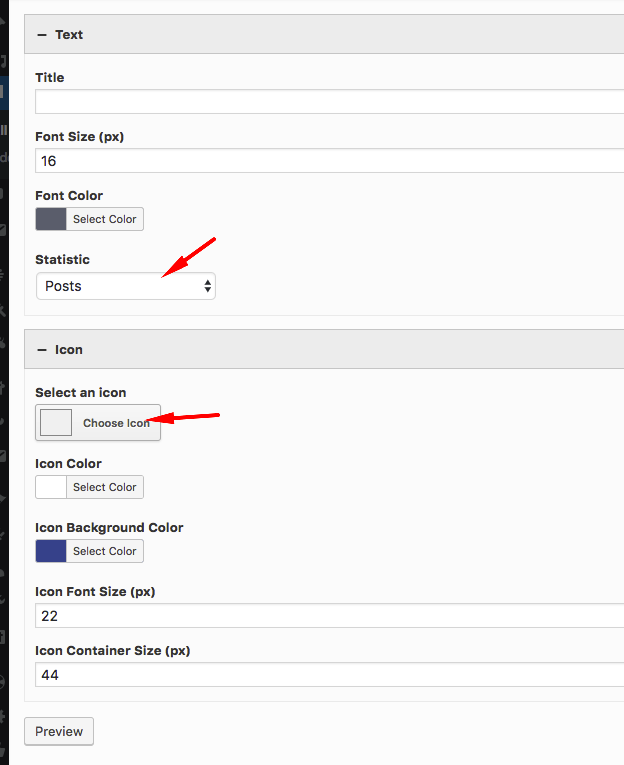 − Text
Title
Font Size (px)
16
Font Color
Select Color
Statistic
Posts
− Icon
Select an icon
Choose Icon
Icon Color
Select Color
Icon Background Color
Select Color
Icon Font Size (px)
22
Icon Container Size (px)
44
Preview